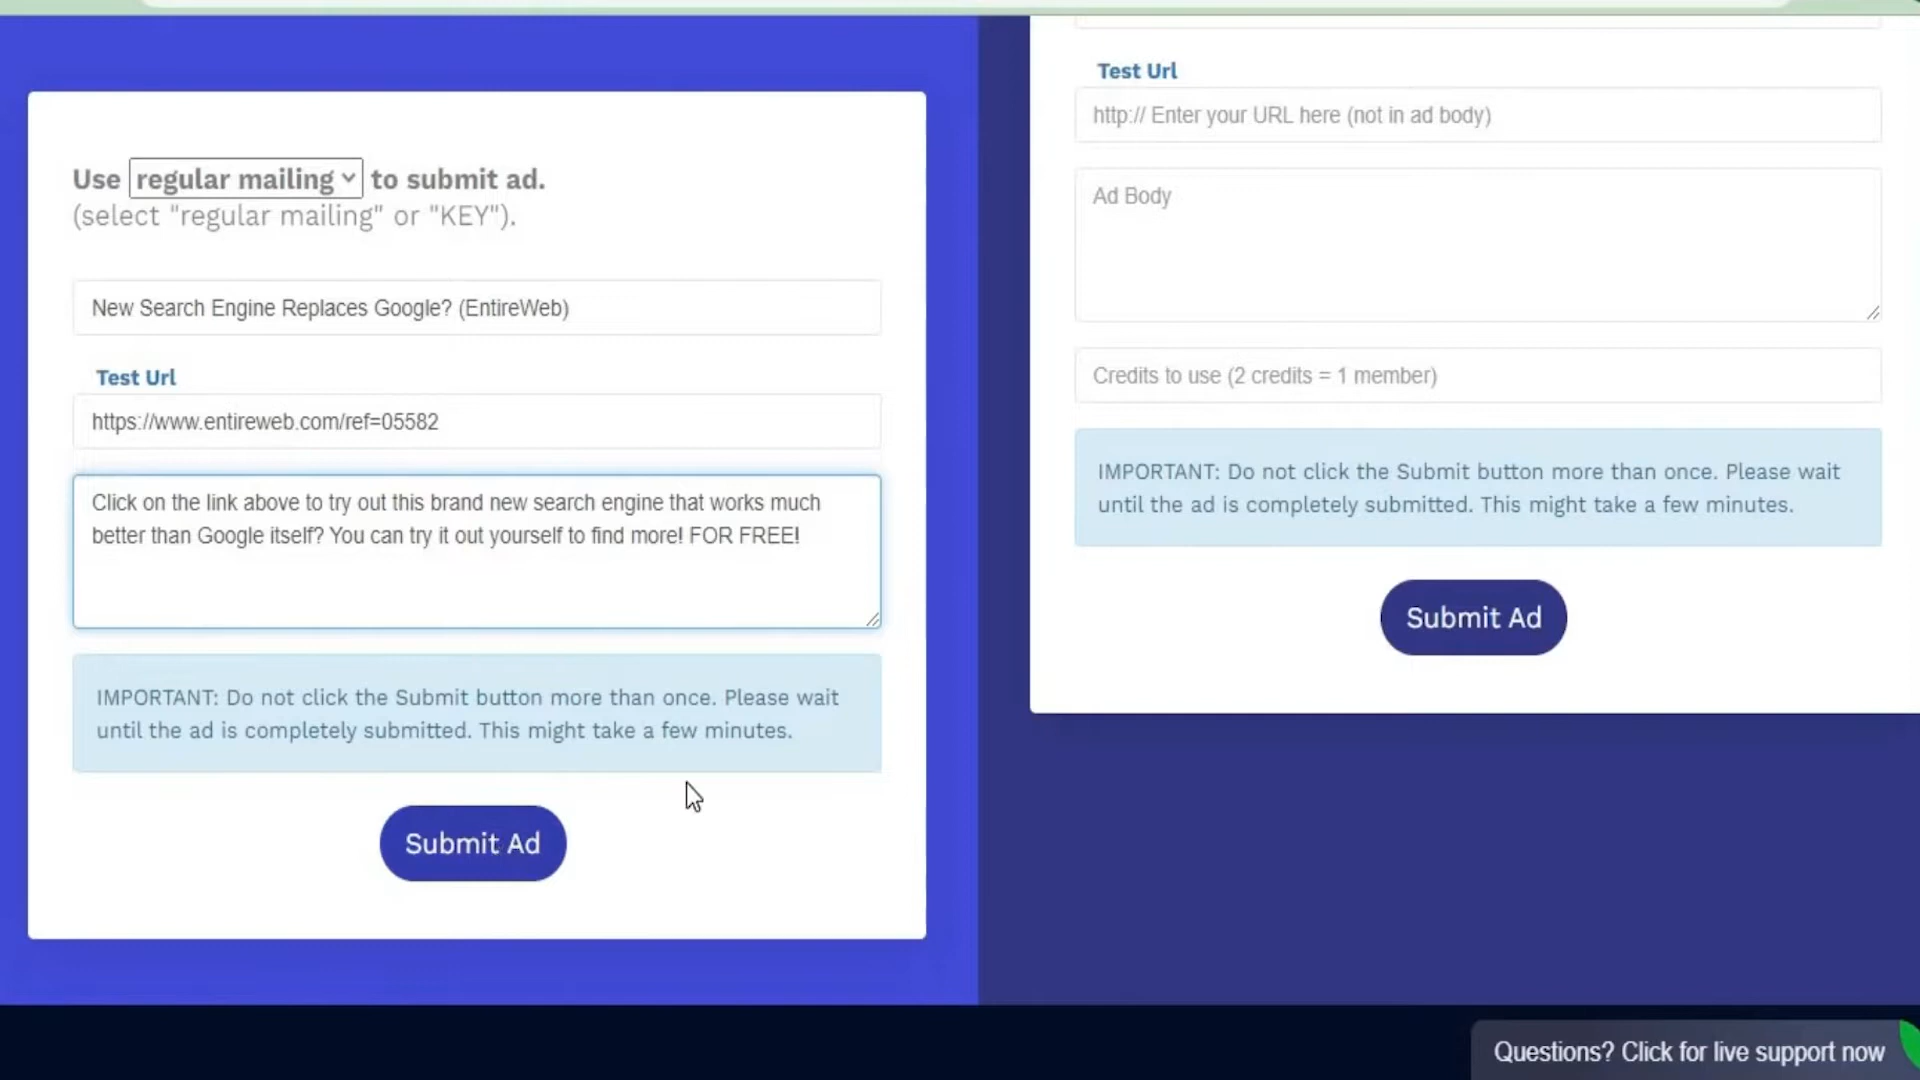 Use regular mailing to submit ad.
(select "regular mailing" or "KEY").
New Search Engine Replaces Google? (EntireWeb)
Test Url
https://www.entireweb.com/ref=05582
Click on the link above to try out this brand new search engine that works much
better than Google itself? You can try it out yourself to find more! FOR FREE!
IMPORTANT: Do not click the Submit button more than once. Please wait
until the ad is completely submitted. This might take a few minutes.
Submit Ad
Test Url
http:// Enter your URL here (not in ad body)
Ad Body
Credits to use (2 credits = 1 member)
IMPORTANT: Do not click the Submit button more than once. Please wait
until the ad is completely submitted. This might take a few minutes.
Submit Ad
Questions? Click for live support now